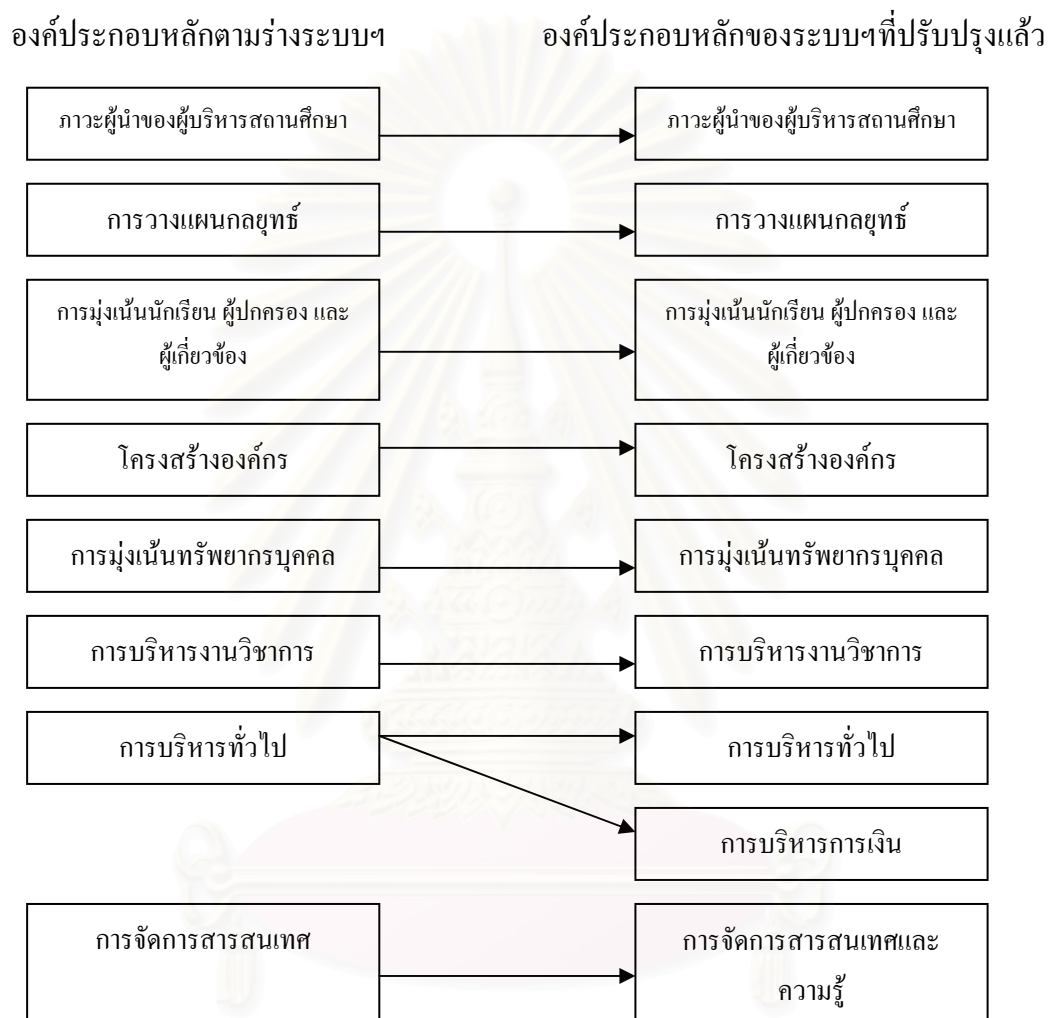 องค์ประกอบหลักตามร่างระบบฯ
องค์ประกอบหลักของระบบฯที่ปรับปรุงแล้ว
ภาวะผู้นำของผู้บริหารสถานศึกษา
ภาวะผู้นำของผู้บริหารสถานศึกษา
การวางแผนกลยุทธ์
การวางแผนกลยุทธ์
การมุ่งเน้นนักเรียน ผู้ปกครอง และ
ผู้เกี่ยวข้อง
การมุ่งเน้นนักเรียน ผู้ปกครอง และ
ผู้เกี่ยวข้อง
โครงสร้างองค์กร
โครงสร้างองค์กร
การมุ่งเน้นทรัพยากรบุคคล
การมุ่งเน้นทรัพยากรบุคคล
การบริหารงานวิชาการ
การบริหารงานวิชาการ
การบริหารทั่วไป
การบริหารทั่วไป
การบริหารการเงิน
การจัดการสารสนเทศ
การจัดการสารสนเทศและ
ความรู้